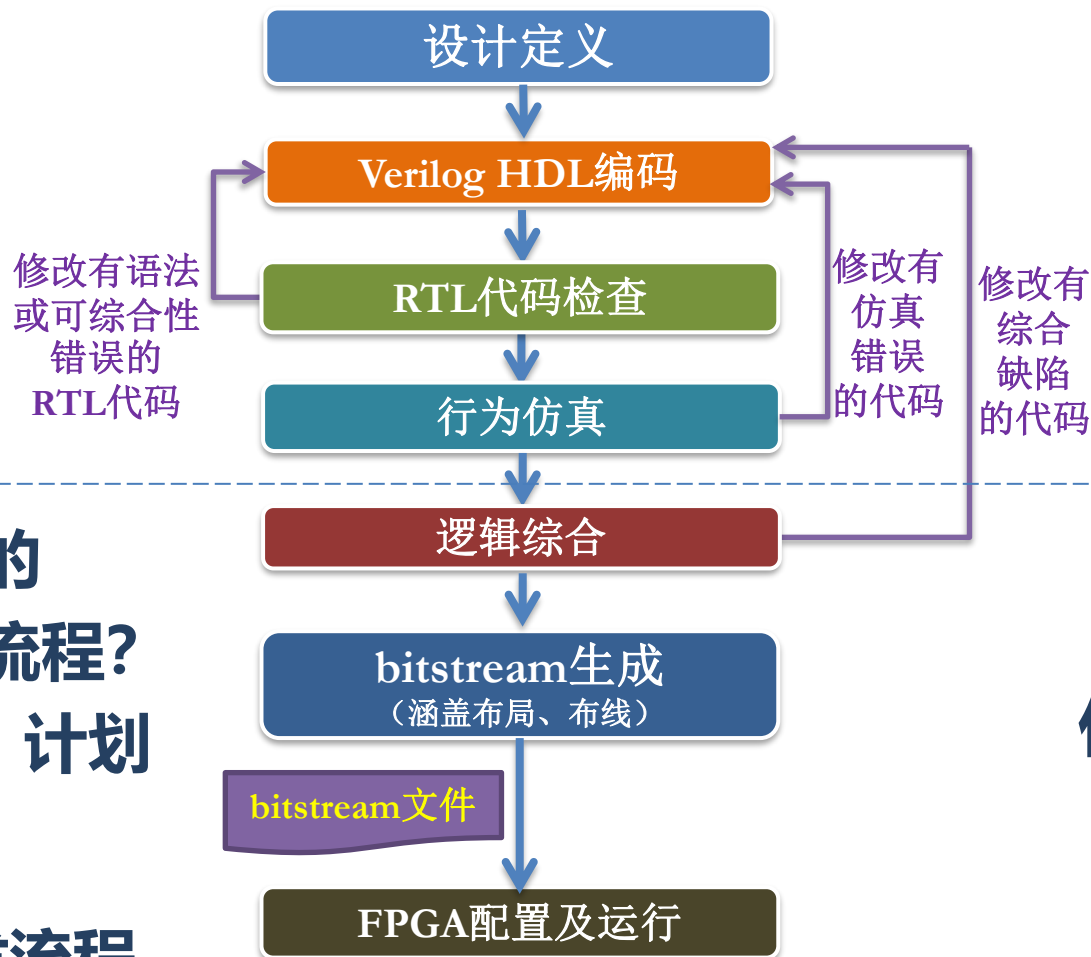 设计定义
Verilog HDL编码
修改有语法
或可综合性
错误的
RTL代码
RTL代码检查
修改有
仿真
错误
的代码
修改有
综合
缺陷
的代码
行为仿真
逻辑综合
的
流程?
计划
bitstream生成
（涵盖布局、布线）
bitstream文件
FPGA配置及运行
流程